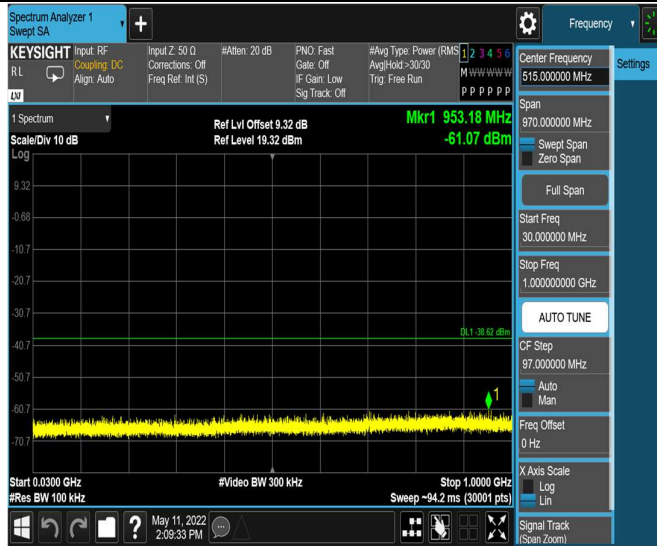 Spectrum Analyzer 1
Swept SA
Frequency
KEYSIGHT
RL
LXI
Input: RF
Coupling: DC
Align: Auto
Input Z: 50 Ω
Corrections: Off
Freq Ref: Int (S)
#Atten: 20 dB
PNO: Fast
Gate: Off
IF Gain: Low
Sig Track: Off
#Avg Type: Power (RMS
Avg|Hold:>30/30
Trig: Free Run
1 2 3 4 5 6
M W W W W W
P P P P P P
1 Spectrum
Scale/Div 10 dB
Log
Ref Lvl Offset 9.32 dB
Ref Level 19.32 dBm
Mkr1 953.18 MHz
-61.07 dBm
9.32
-0.68
-10.7
-20.7
-30.7
DL1 -38.62 dBm
-40.7
-50.7
1
-60.7
-70.7
Start 0.0300 GHz
#Res BW 100 kHz
#Video BW 300 kHz
Stop 1.0000 GHz
Sweep ~94.2 ms (30001 pts)
May 11, 2022
2:09:33 PM
Center Frequency
515.000000 MHz
Settings
Span
970.000000 MHz
Swept Span
Zero Span
Full Span
Start Freq
30.000000 MHz
Stop Freq
1.000000000 GHz
AUTO TUNE
CF Step
97.000000 MHz
Auto
Man
Freq Offset
0 Hz
X Axis Scale
Log
Lin
Signal Track
(Span Zoom)